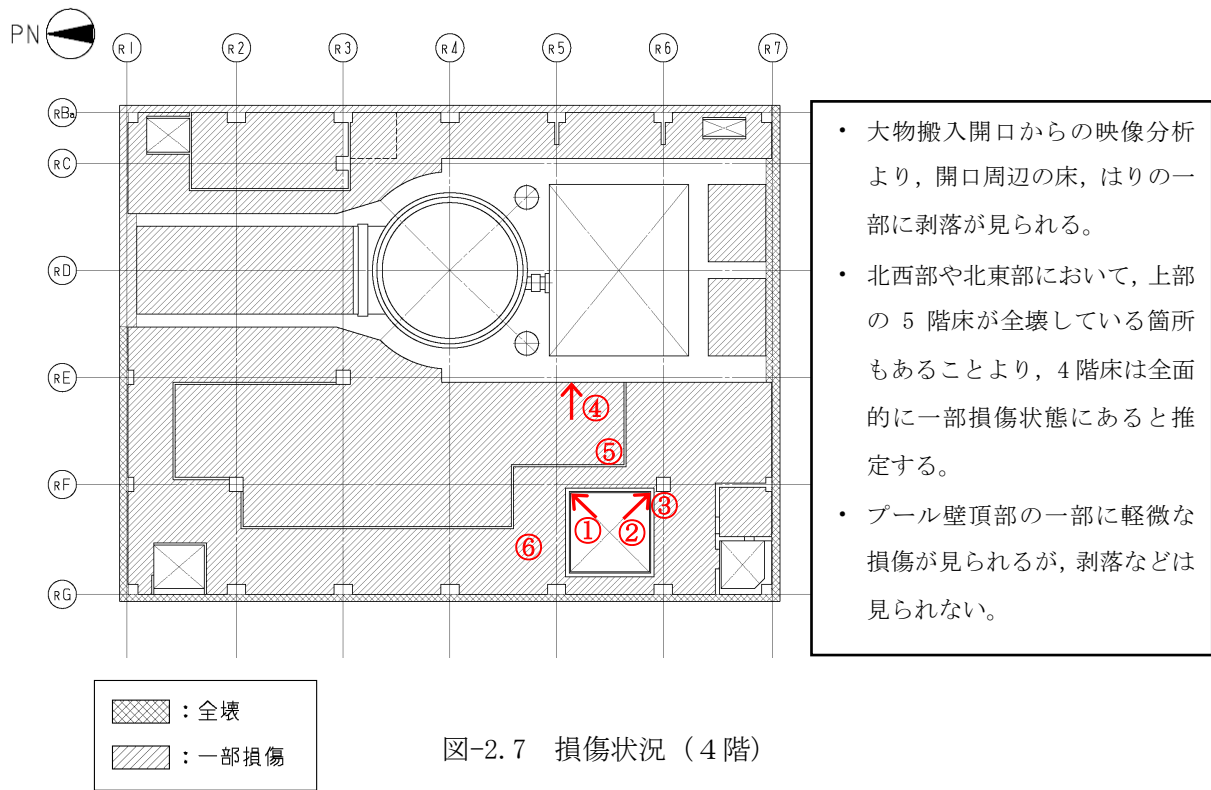 PN
R1 R2 R3 R4 R5 R6 R7
RBa
RC
RD
RE
RF
RG
④
⑤
③
①
②
⑥
・ 大物搬入開口からの映像分析
より，開口周辺の床，はりの一
部に剥落が見られる。
・ 北西部や北東部において，上部
の 5 階床が全壊している箇所
もあることより，4 階床は全面
的に一部損傷状態にあると推
定する。
・ プール壁頂部の一部に軽微な
損傷が見られるが，剥落などは
見られない。
：全壊
：一部損傷
図-2.7 損傷状況（４階）